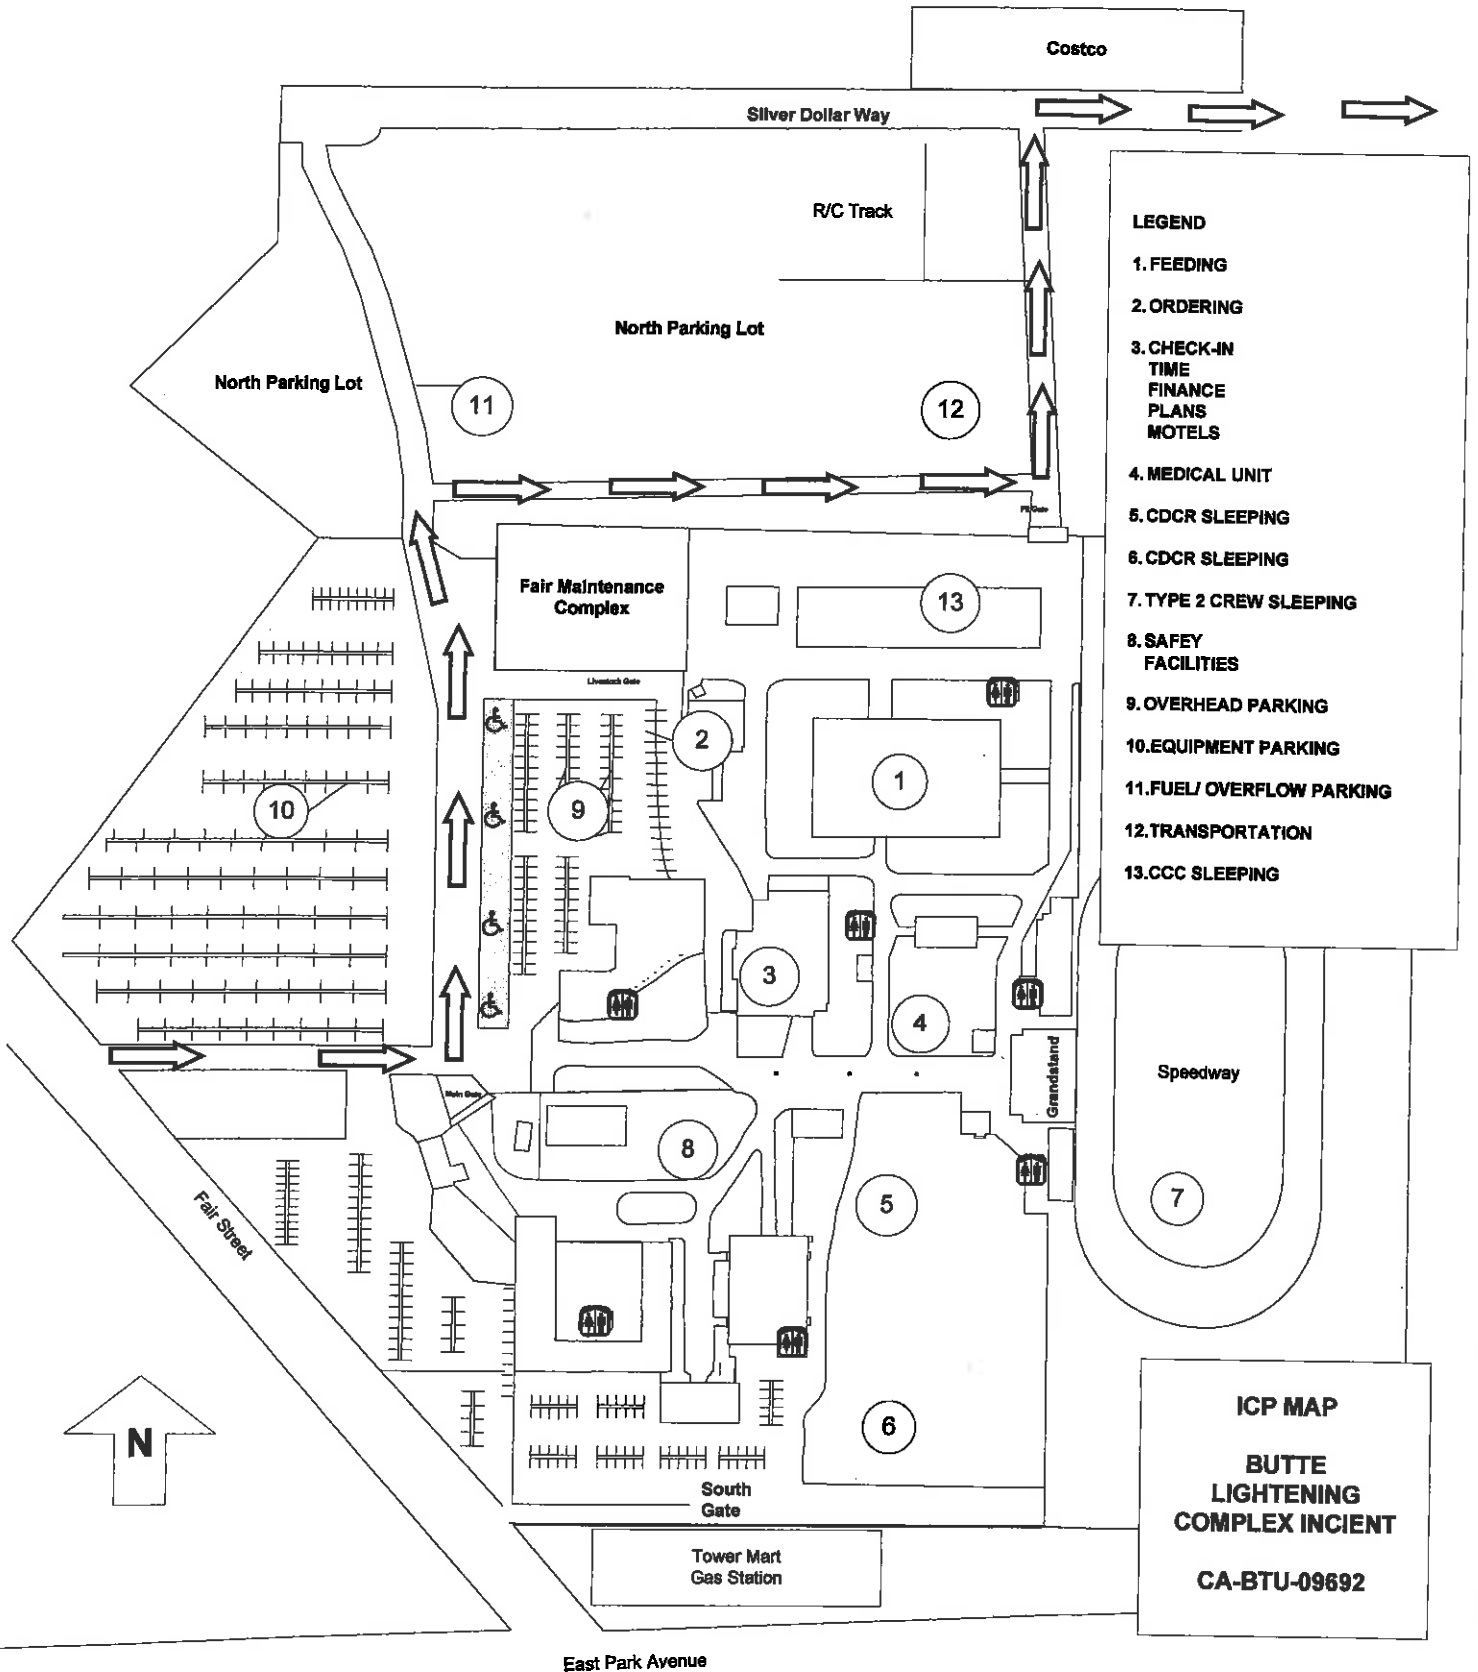 Costco
Silver Dollar Way
R/C Track
North Parking Lot
North Parking Lot
11
12
Pit Gate
Fair Maintenance
Complex
13
Livestock Gate
2
1
9
10
3
4
Grandstand
Speedway
Main Gate
8
5
7
Fair Street
6
N
South
Gate
Tower Mart
Gas Station
East Park Avenue
LEGEND
1. FEEDING
2. ORDERING
3. CHECK-IN
TIME
FINANCE
PLANS
MOTELS
4. MEDICAL UNIT
5. CDCR SLEEPING
6. CDCR SLEEPING
7. TYPE 2 CREW SLEEPING
8. SAFEY
FACILITIES
9. OVERHEAD PARKING
10.EQUIPMENT PARKING
11.FUEL/ OVERFLOW PARKING
12.TRANSPORTATION
13.CCC SLEEPING
ICP MAP
BUTTE
LIGHTENING
COMPLEX INCIENT
CA-BTU-09692